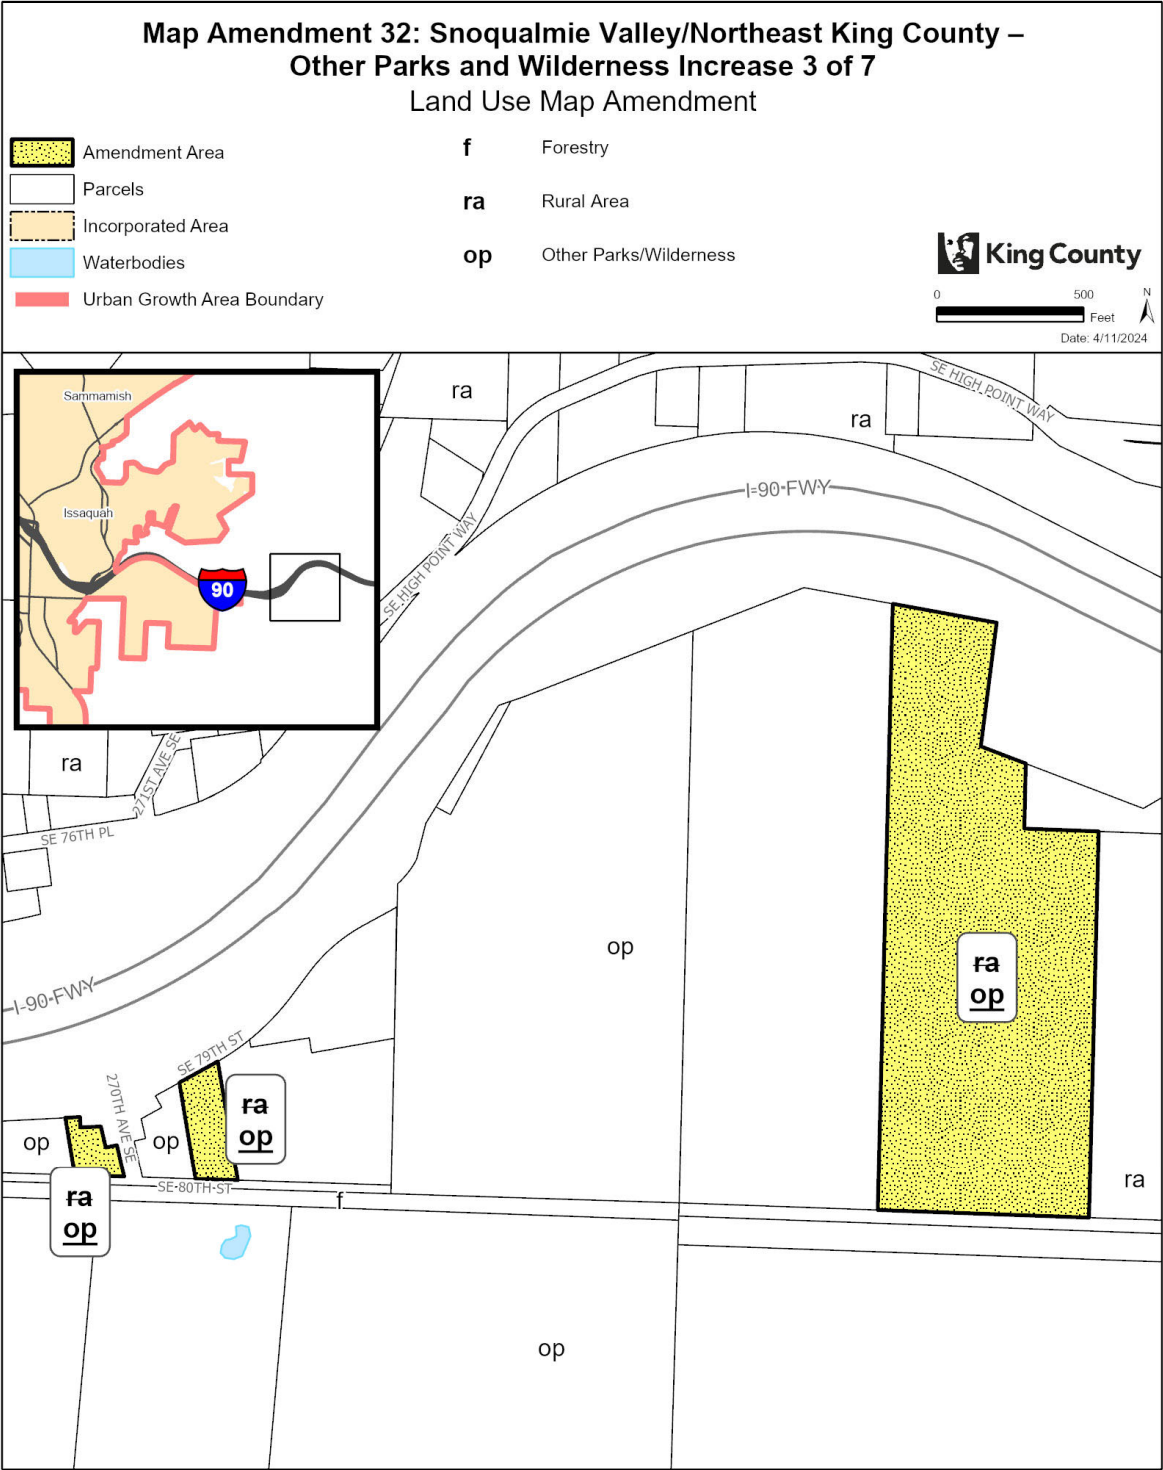 Map Amendment 32: Snoqualmie Valley/Northeast King County –
Other Parks and Wilderness Increase 3 of 7
Land Use Map Amendment
Amendment Area
Parcels
Incorporated Area
Waterbodies
Urban Growth Area Boundary
f Forestry
ra Rural Area
op Other Parks/Wilderness
King County
0 500
Feet
N
Date: 4/11/2024
Sammamish
Issaquah
90
ra
SE HIGH POINT WAY
ra
I-90 FWY
SE HIGH POINT WAY
ra
271ST AVE SE
SE 76TH PL
op
ra
op
I-90 FWY
SE 79TH ST
270TH AVE SE
ra
op
op
op
ra
SE 80TH ST
f
ra
op
op